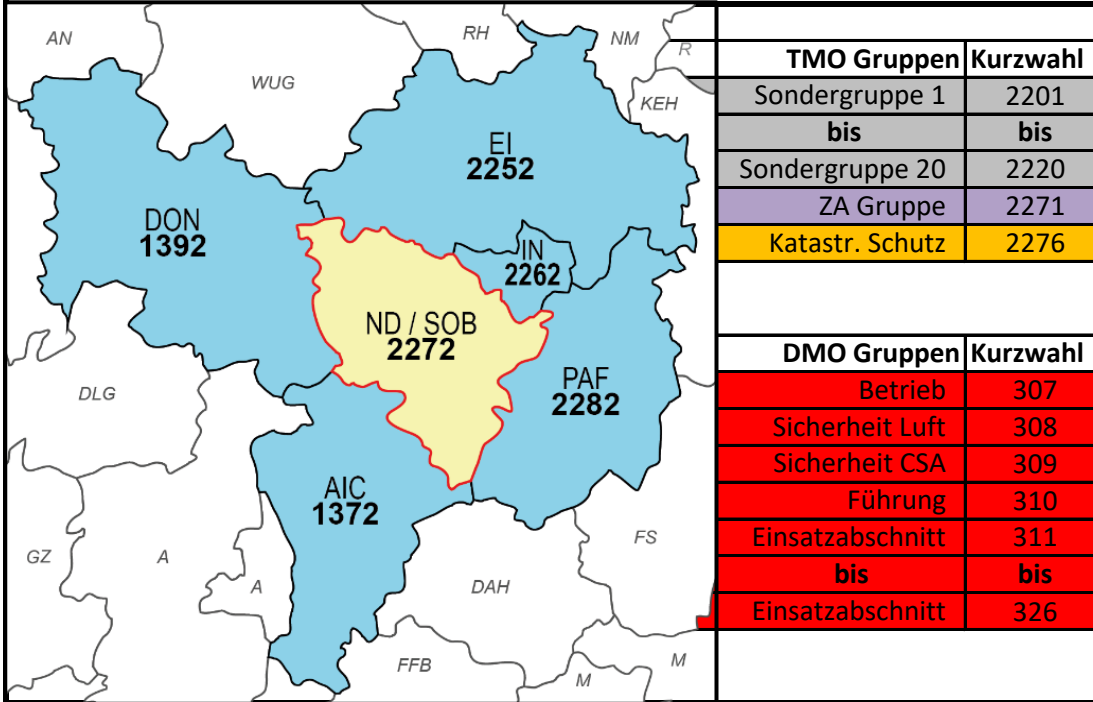 AN
RH
NM
R
WUG
KEH
EI
2252
DON
1392
IN
2262
ND / SOB
2272
PAF
2282
DLG
AIC
1372
GZ
A
A
DAH
FS
FFB
M
M
TMO Gruppen Kurzwahl
Sondergruppe 1 2201
bis bis
Sondergruppe 20 2220
ZA Gruppe 2271
Katastr. Schutz 2276
DMO Gruppen Kurzwahl
Betrieb 307
Sicherheit Luft 308
Sicherheit CSA 309
Führung 310
Einsatzabschnitt 311
bis bis
Einsatzabschnitt 326